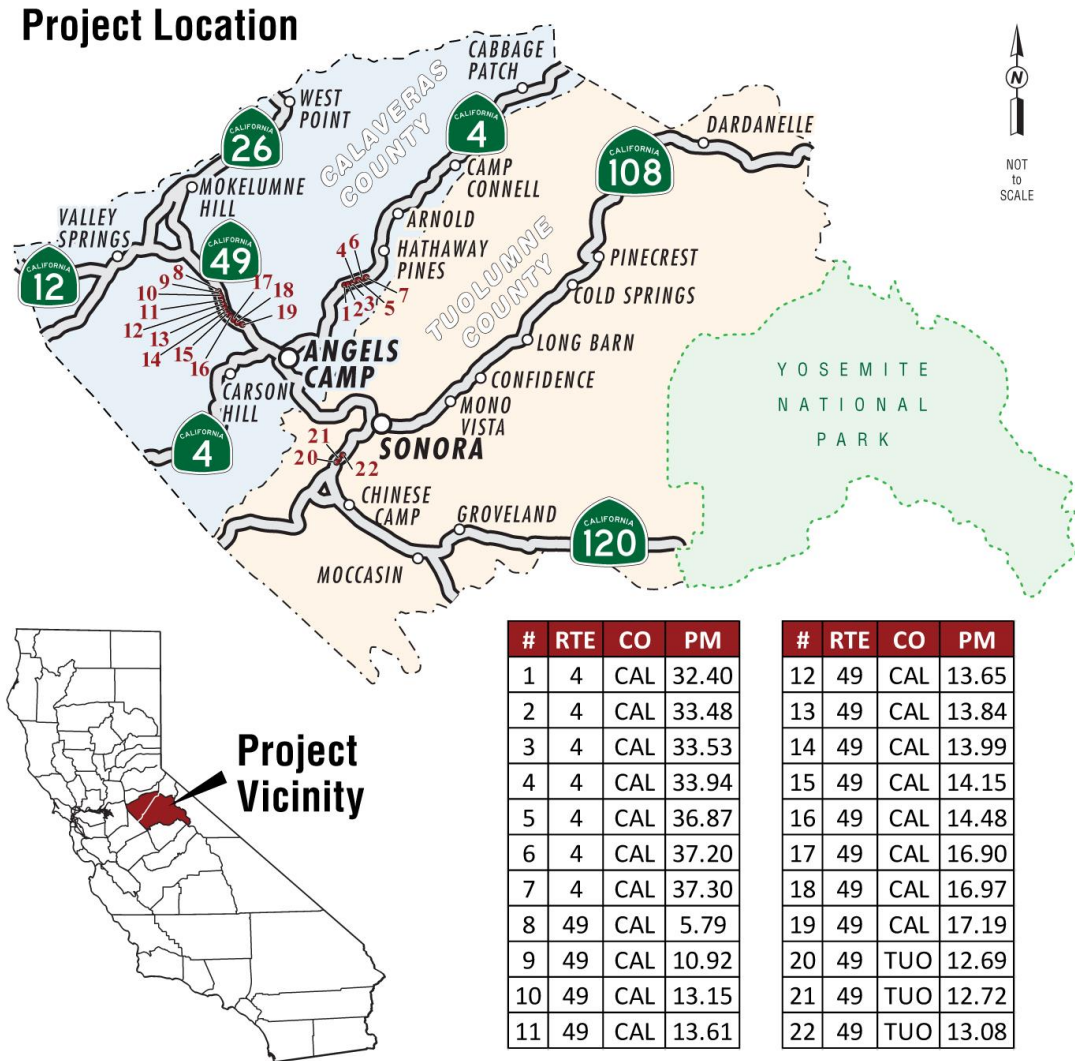 Project Location
CABBAGE
PATCH
WEST
POINT
CALIFORNIA
26
CALAVERAS
COUNTY
CALIFORNIA
4
CALIFORNIA
108
DARDANELLE
N
NOT
to
SCALE
MOKELUMNE
HILL
CAMP
CONNELL
VALLEY
SPRINGS
ARNOLD
CALIFORNIA
49
HATHAWAY
PINES
CALIFORNIA
12
TUOLUMNE
COUNTY
PINECREST
COLD SPRINGS
8
9
10
11
12
13
14
15
16
17
18
19
4
6
1
2
3
5
7
LONG BARN
ANGELS
CAMP
CONFIDENCE
CARSON
HILL
MONO
VISTA
YOSEMITE
NATIONAL
PARK
CALIFORNIA
4
SONORA
21
20
22
CHINESE
CAMP
GROVELAND
CALIFORNIA
120
MOCCASIN
Project
Vicinity
# RTE CO PM
1 4 CAL 32.40
2 4 CAL 33.48
3 4 CAL 33.53
4 4 CAL 33.94
5 4 CAL 36.87
6 4 CAL 37.20
7 4 CAL 37.30
8 49 CAL 5.79
9 49 CAL 10.92
10 49 CAL 13.15
11 49 CAL 13.61
# RTE CO PM
12 49 CAL 13.65
13 49 CAL 13.84
14 49 CAL 13.99
15 49 CAL 14.15
16 49 CAL 14.48
17 49 CAL 16.90
18 49 CAL 16.97
19 49 CAL 17.19
20 49 TUO 12.69
21 49 TUO 12.72
22 49 TUO 13.08